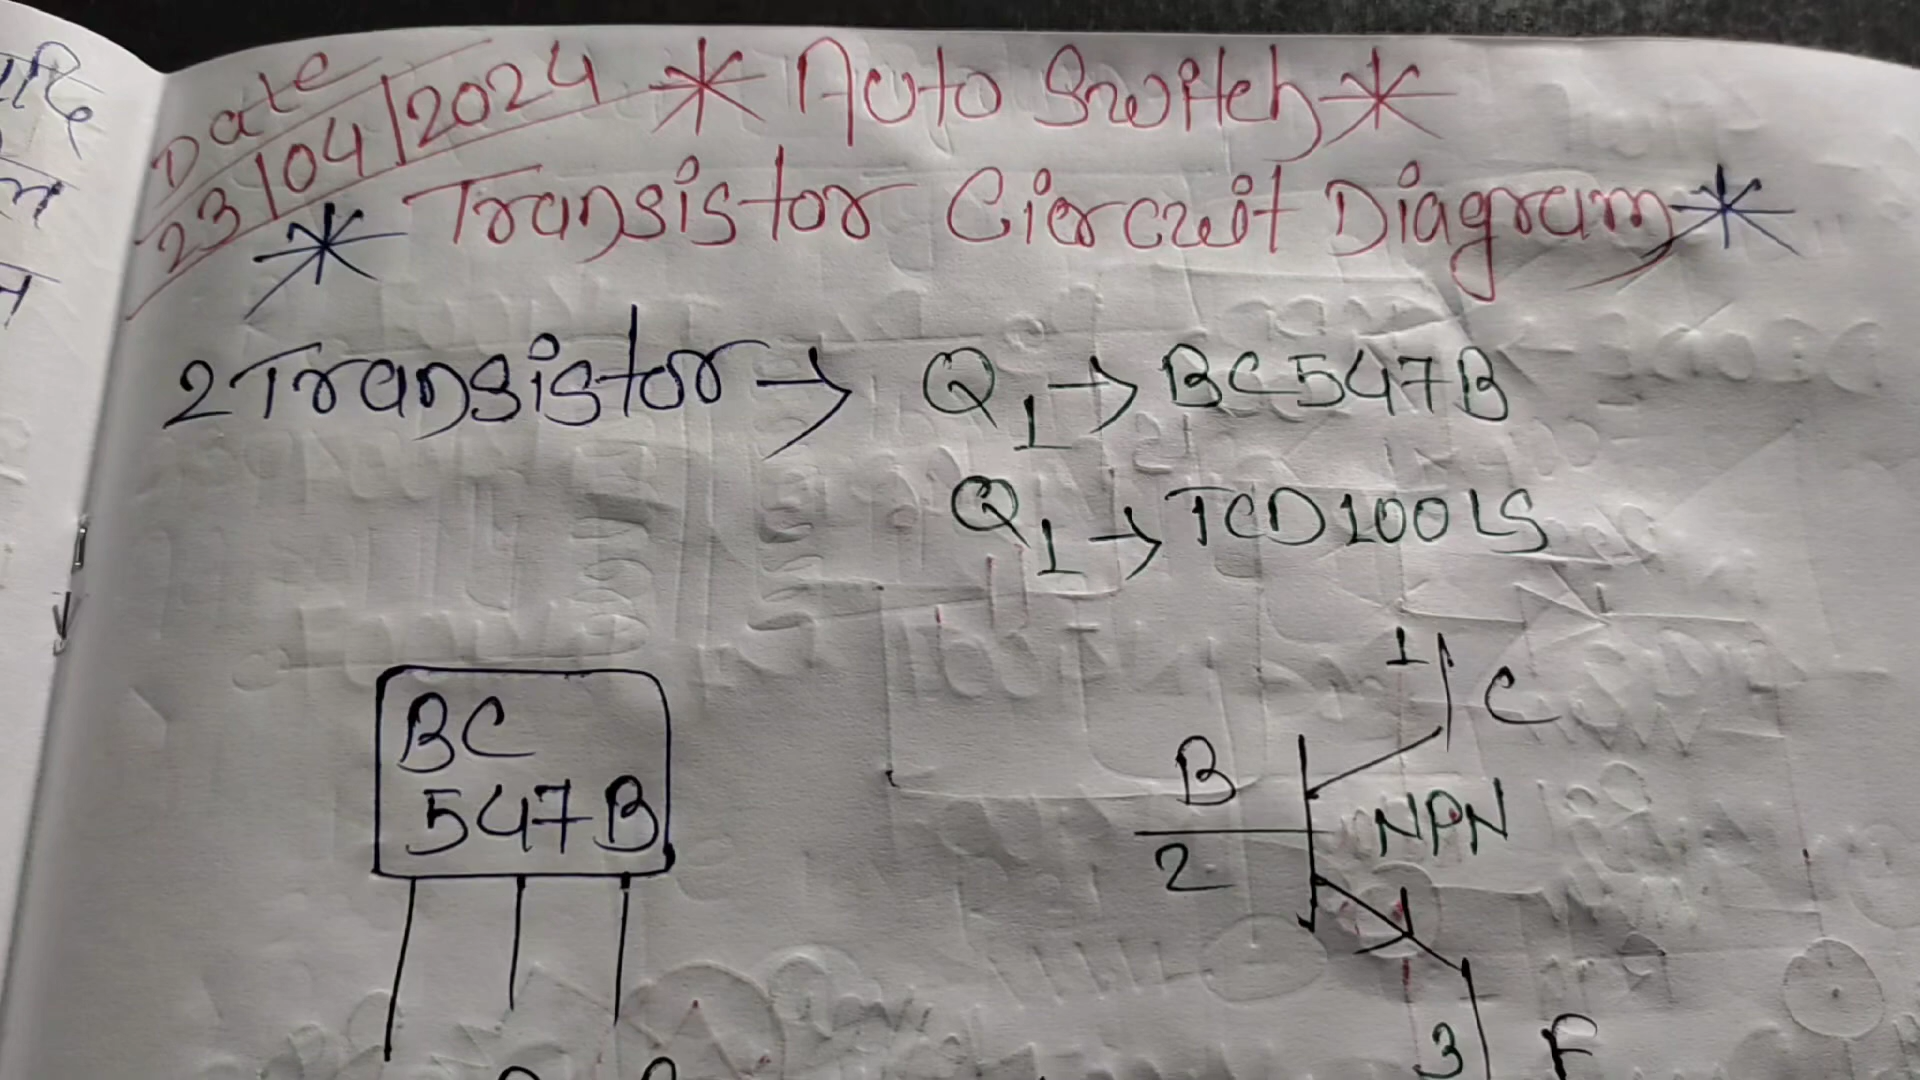 Date
23/04/2024
* Auto Switch *
* Transistor Ciercuit Diagram *
2 Transistor → Q1 → BC547B
Q1 → TCD100LS
BC
547B
1 C
B
2
NPN
3